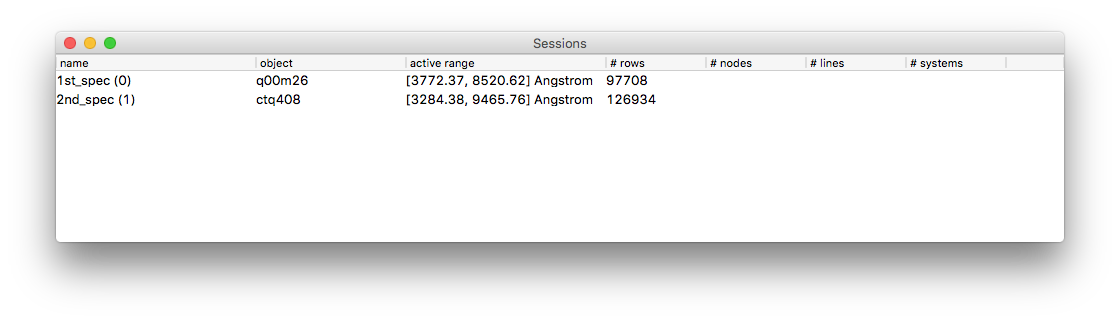 Sessions
name object active range # rows # nodes # lines # systems
1st_spec (0) q00m26 [3772.37, 8520.62] Angstrom 97708
2nd_spec (1) ctq408 [3284.38, 9465.76] Angstrom 126934